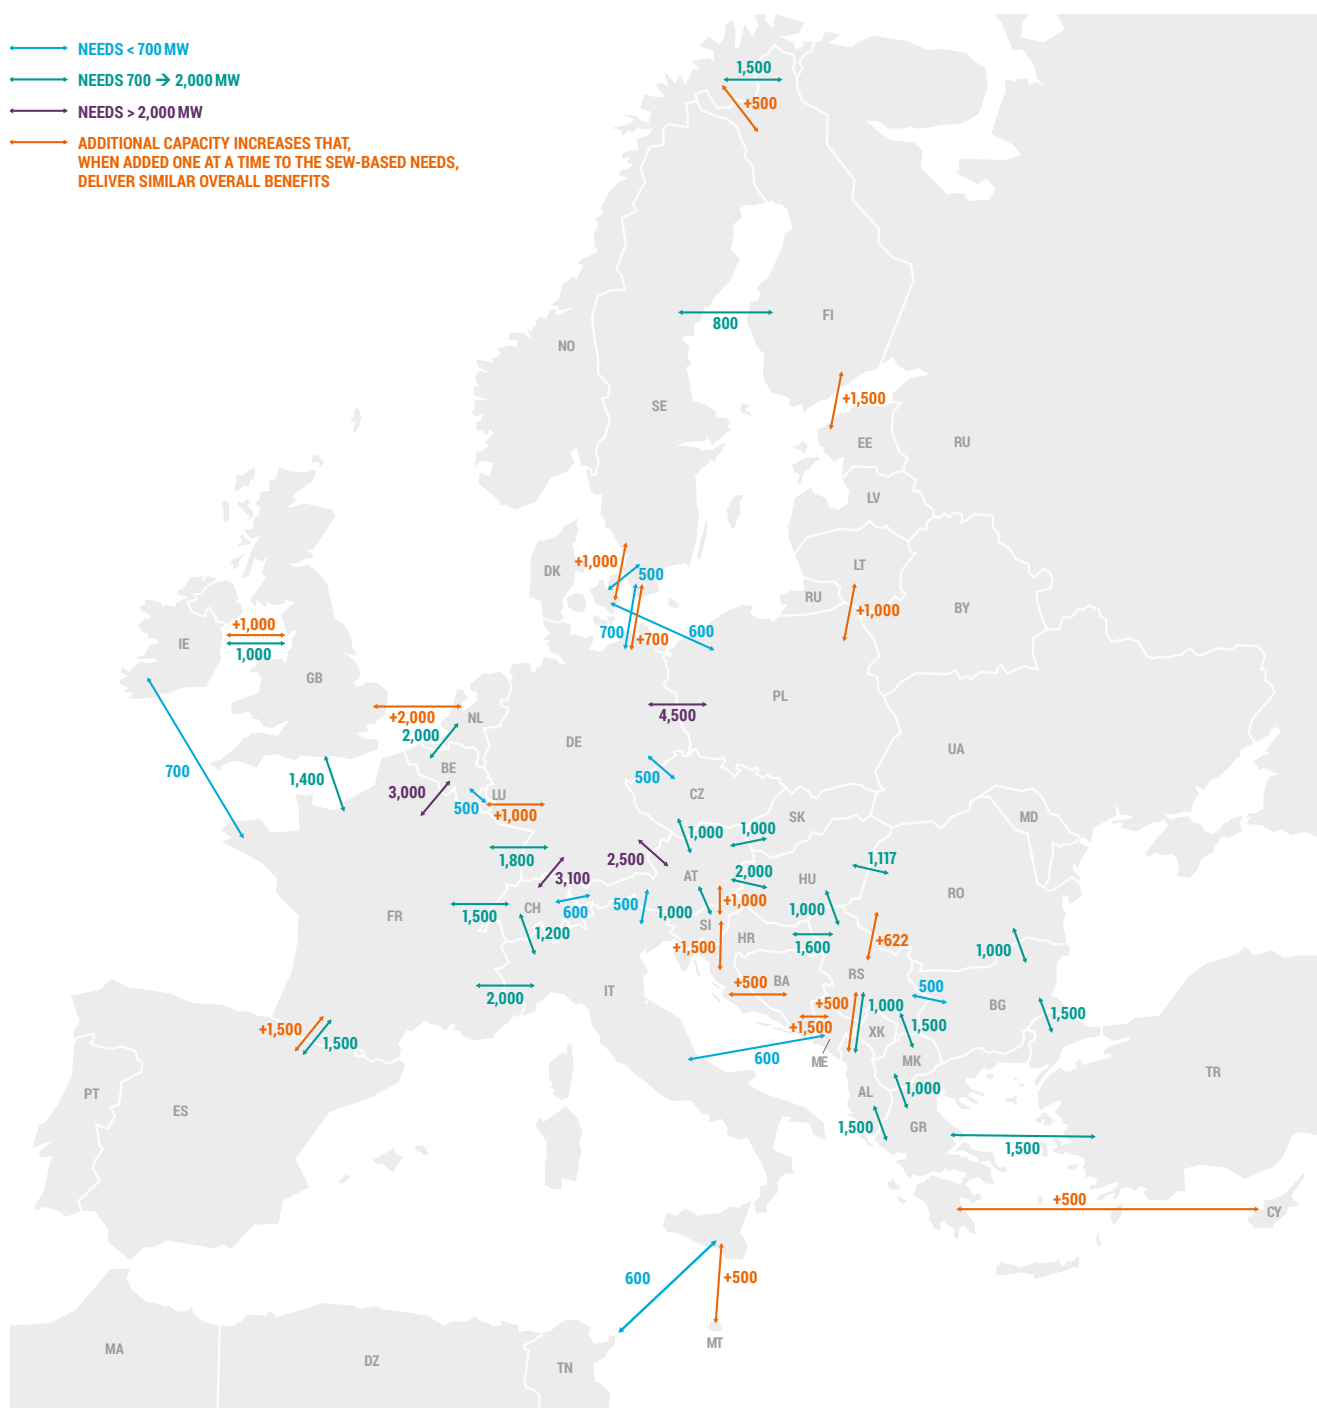 NEEDS < 700 MW
NEEDS 700 → 2,000 MW
NEEDS > 2,000 MW
ADDITIONAL CAPACITY INCREASES THAT,
WHEN ADDED ONE AT A TIME TO THE SEW-BASED NEEDS,
DELIVER SIMILAR OVERALL BENEFITS
1,500
+500
FI
800
NO
+1,500
SE
EE
RU
LV
+1,000
DK
500
LT
RU
+1,000
BY
+1,000
700
600
+700
IE
1,000
GB
PL
4,500
+2,000
NL
2,000
DE
UA
BE
700
1,400
500
3,000
LU
CZ
500
+1,000
SK
MD
1,000
1,000
1,800
2,500
1,117
3,100
AT
2,000
HU
RO
+1,000
CH
600
500
1,000
1,000
FR
1,500
1,200
SI
HR
+1,500
1,600
+622
1,000
RS
+500
BA
500
IT
2,000
+500
1,000
BG
1,500
+1,500
1,500
+1,500
XK
1,500
600
ME
MK
TR
PT
AL
1,000
ES
1,500
GR
1,500
+500
CY
600
+500
MT
MA
DZ
TN